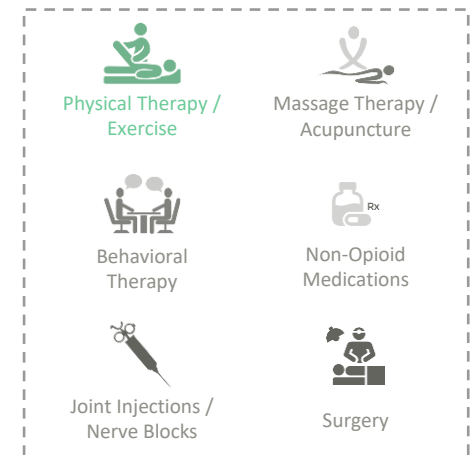 Physical Therapy /
Exercise
Massage Therapy /
Acupuncture
Behavioral
Therapy
Rx
Non-Opioid
Medications
Joint Injections /
Nerve Blocks
Surgery